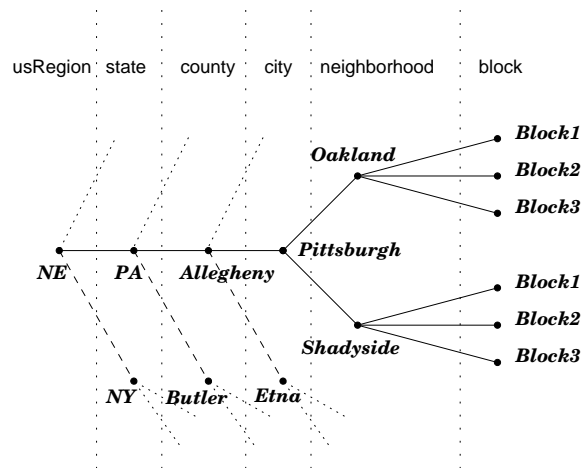 usRegion state county city neighborhood block
Block1
Oakland
Block2
Block3
NE PA Allegheny Pittsburgh
Block1
Block2
Shadyside
Block3
NY Butler Etna